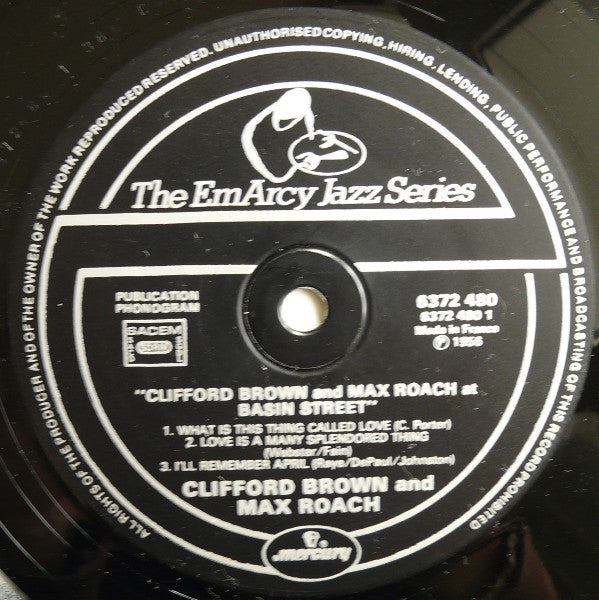 ALL RIGHTS OF THE PRODUCER AND OF THE OWNER OF THE WORK REPRODUCED RESERVED. UNAUTHORISED COPYING, HIRING, LENDING, PUBLIC PERFORMANCE AND BROADCASTING OF THIS RECORD PROHIBITED
The EmArcy Jazz Series
PUBLICATION
PHONOGRAM
SACEM
6372 480
6372 480 1
Made in France
℗ 1956
"CLIFFORD BROWN and MAX ROACH at
BASIN STREET"
1. WHAT IS THIS THING CALLED LOVE (C. Porter)
2. LOVE IS A MANY SPLENDORED THING
(Webster/Fain)
3. I'LL REMEMBER APRIL (Raye/DePaul/Johnston)
CLIFFORD BROWN and
MAX ROACH
mercury